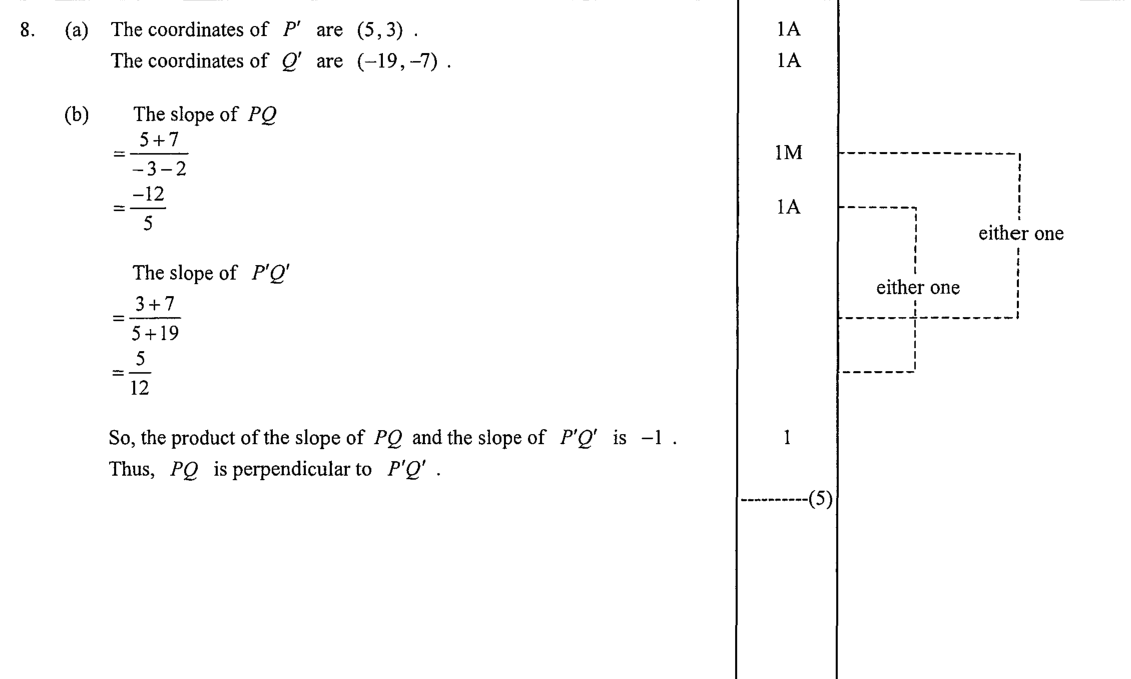 8. (a) The coordinates of P′ are (5, 3) . 1A
The coordinates of Q′ are (−19, −7) . 1A
(b) The slope of PQ
= (5 + 7)/(−3 − 2) 1M
= −12/5 1A
either one
The slope of P′Q′
either one
= (3 + 7)/(5 + 19)
= 5/12
So, the product of the slope of PQ and the slope of P′Q′ is −1 . 1
Thus, PQ is perpendicular to P′Q′ .
----------(5)